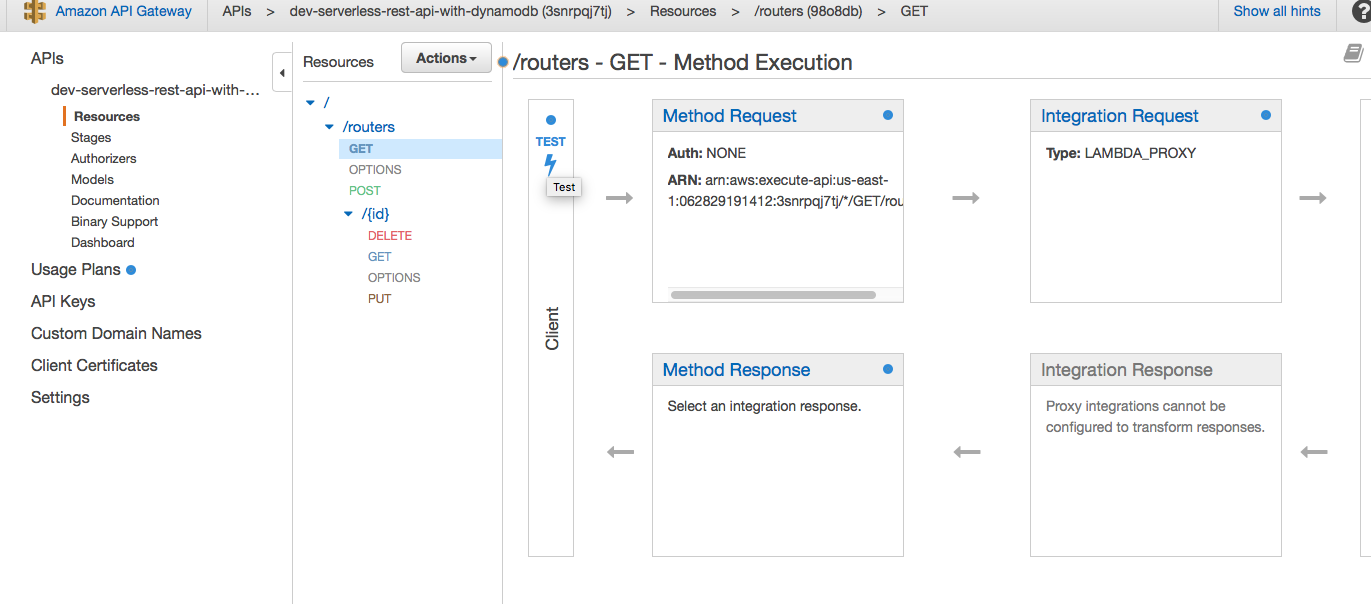 Amazon API Gateway APIs > dev-serverless-rest-api-with-dynamodb (3snrpqj7tj) > Resources > /routers (98o8db) > GET Show all hints ?
APIs
dev-serverless-rest-api-with-...
Resources
Stages
Authorizers
Models
Documentation
Binary Support
Dashboard
Usage Plans
API Keys
Custom Domain Names
Client Certificates
Settings
Resources Actions
/
/routers
GET
OPTIONS
POST
/{id}
DELETE
GET
OPTIONS
PUT
/routers - GET - Method Execution
TEST
Test
Client
Method Request
Auth: NONE
ARN: arn:aws:execute-api:us-east-
1:062829191412:3snrpqj7tj/*/GET/rou
Integration Request
Type: LAMBDA_PROXY
Method Response
Select an integration response.
Integration Response
Proxy integrations cannot be
configured to transform responses.